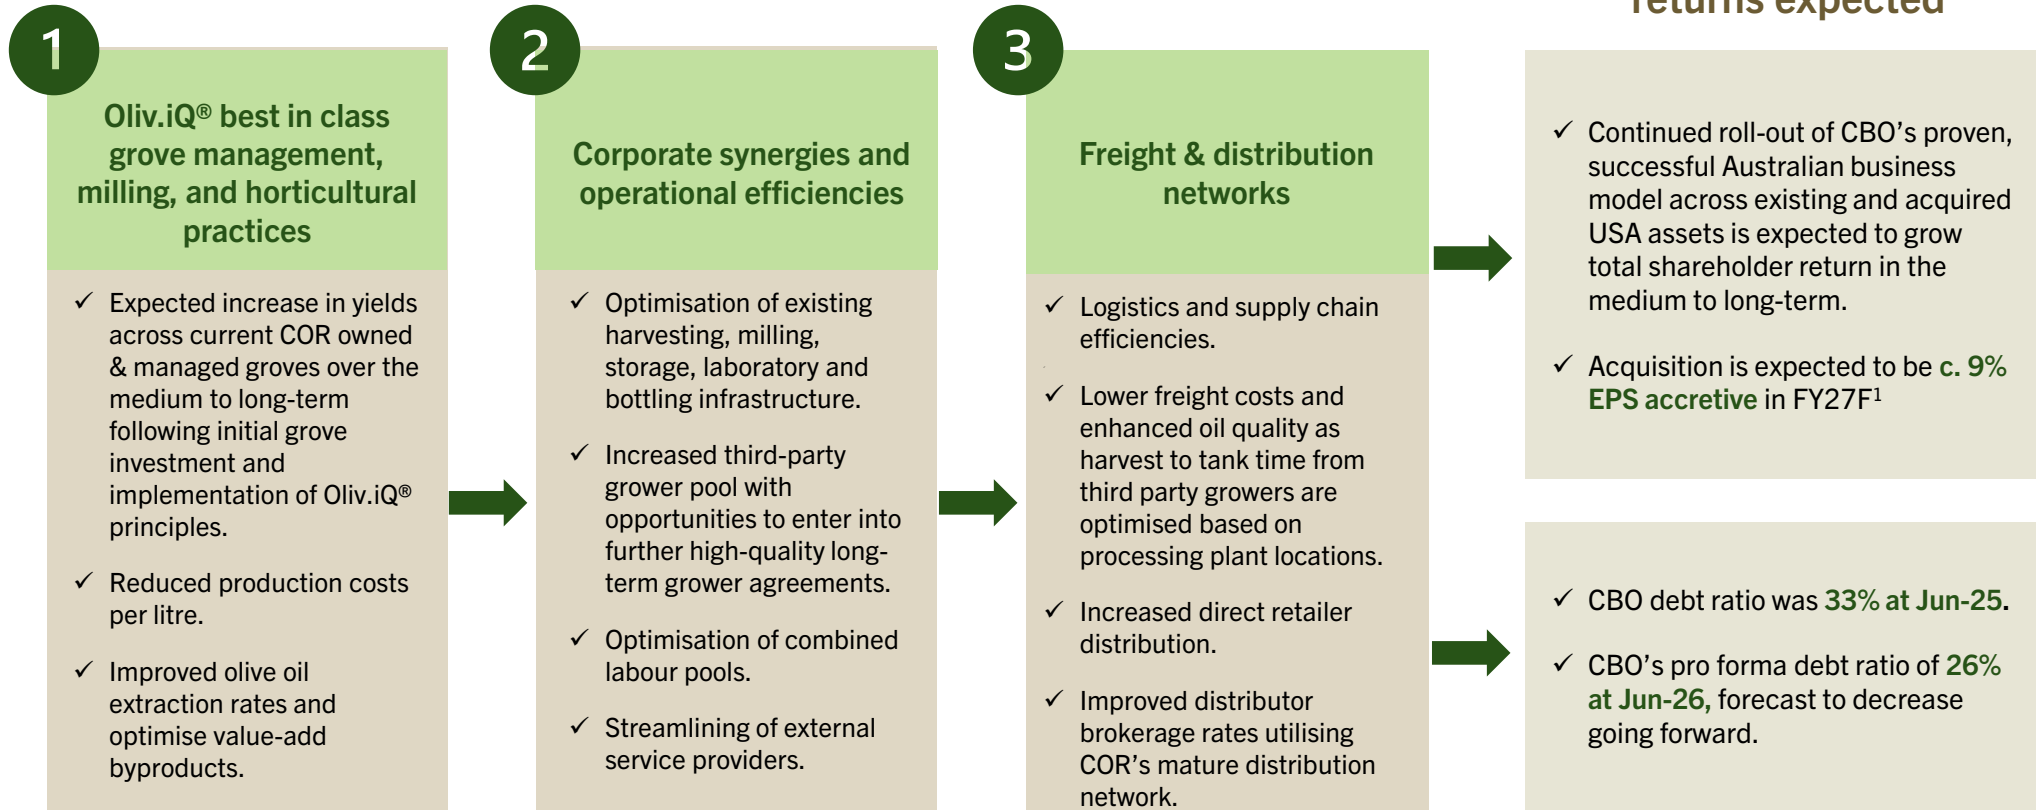 returns expected
1
Oliv.iQ® best in class
grove management,
milling, and horticultural
practices
✓ Expected increase in yields
across current COR owned
& managed groves over the
medium to long-term
following initial grove
investment and
implementation of Oliv.iQ®
principles.
✓ Reduced production costs
per litre.
✓ Improved olive oil
extraction rates and
optimise value-add
byproducts.
2
Corporate synergies and
operational efficiencies
✓ Optimisation of existing
harvesting, milling,
storage, laboratory and
bottling infrastructure.
✓ Increased third-party
grower pool with
opportunities to enter into
further high-quality long-
term grower agreements.
✓ Optimisation of combined
labour pools.
✓ Streamlining of external
service providers.
3
Freight & distribution
networks
✓ Logistics and supply chain
efficiencies.
✓ Lower freight costs and
enhanced oil quality as
harvest to tank time from
third party growers are
optimised based on
processing plant locations.
✓ Increased direct retailer
distribution.
✓ Improved distributor
brokerage rates utilising
COR's mature distribution
network.
✓ Continued roll-out of CBO's proven,
successful Australian business
model across existing and acquired
USA assets is expected to grow
total shareholder return in the
medium to long-term.
✓ Acquisition is expected to be c. 9%
EPS accretive in FY27F¹
✓ CBO debt ratio was 33% at Jun-25.
✓ CBO's pro forma debt ratio of 26%
at Jun-26, forecast to decrease
going forward.